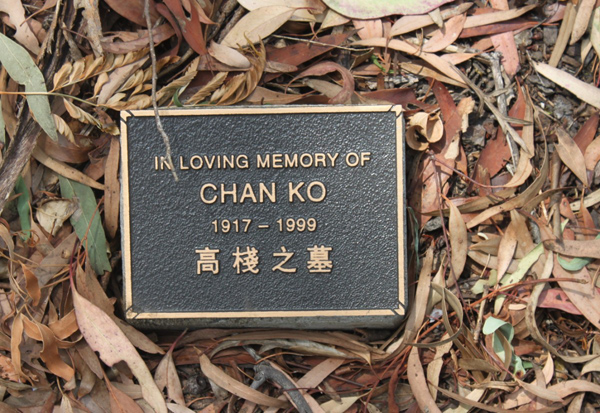 IN LOVING MEMORY OF
CHAN KO
1917 – 1999
高棧之墓